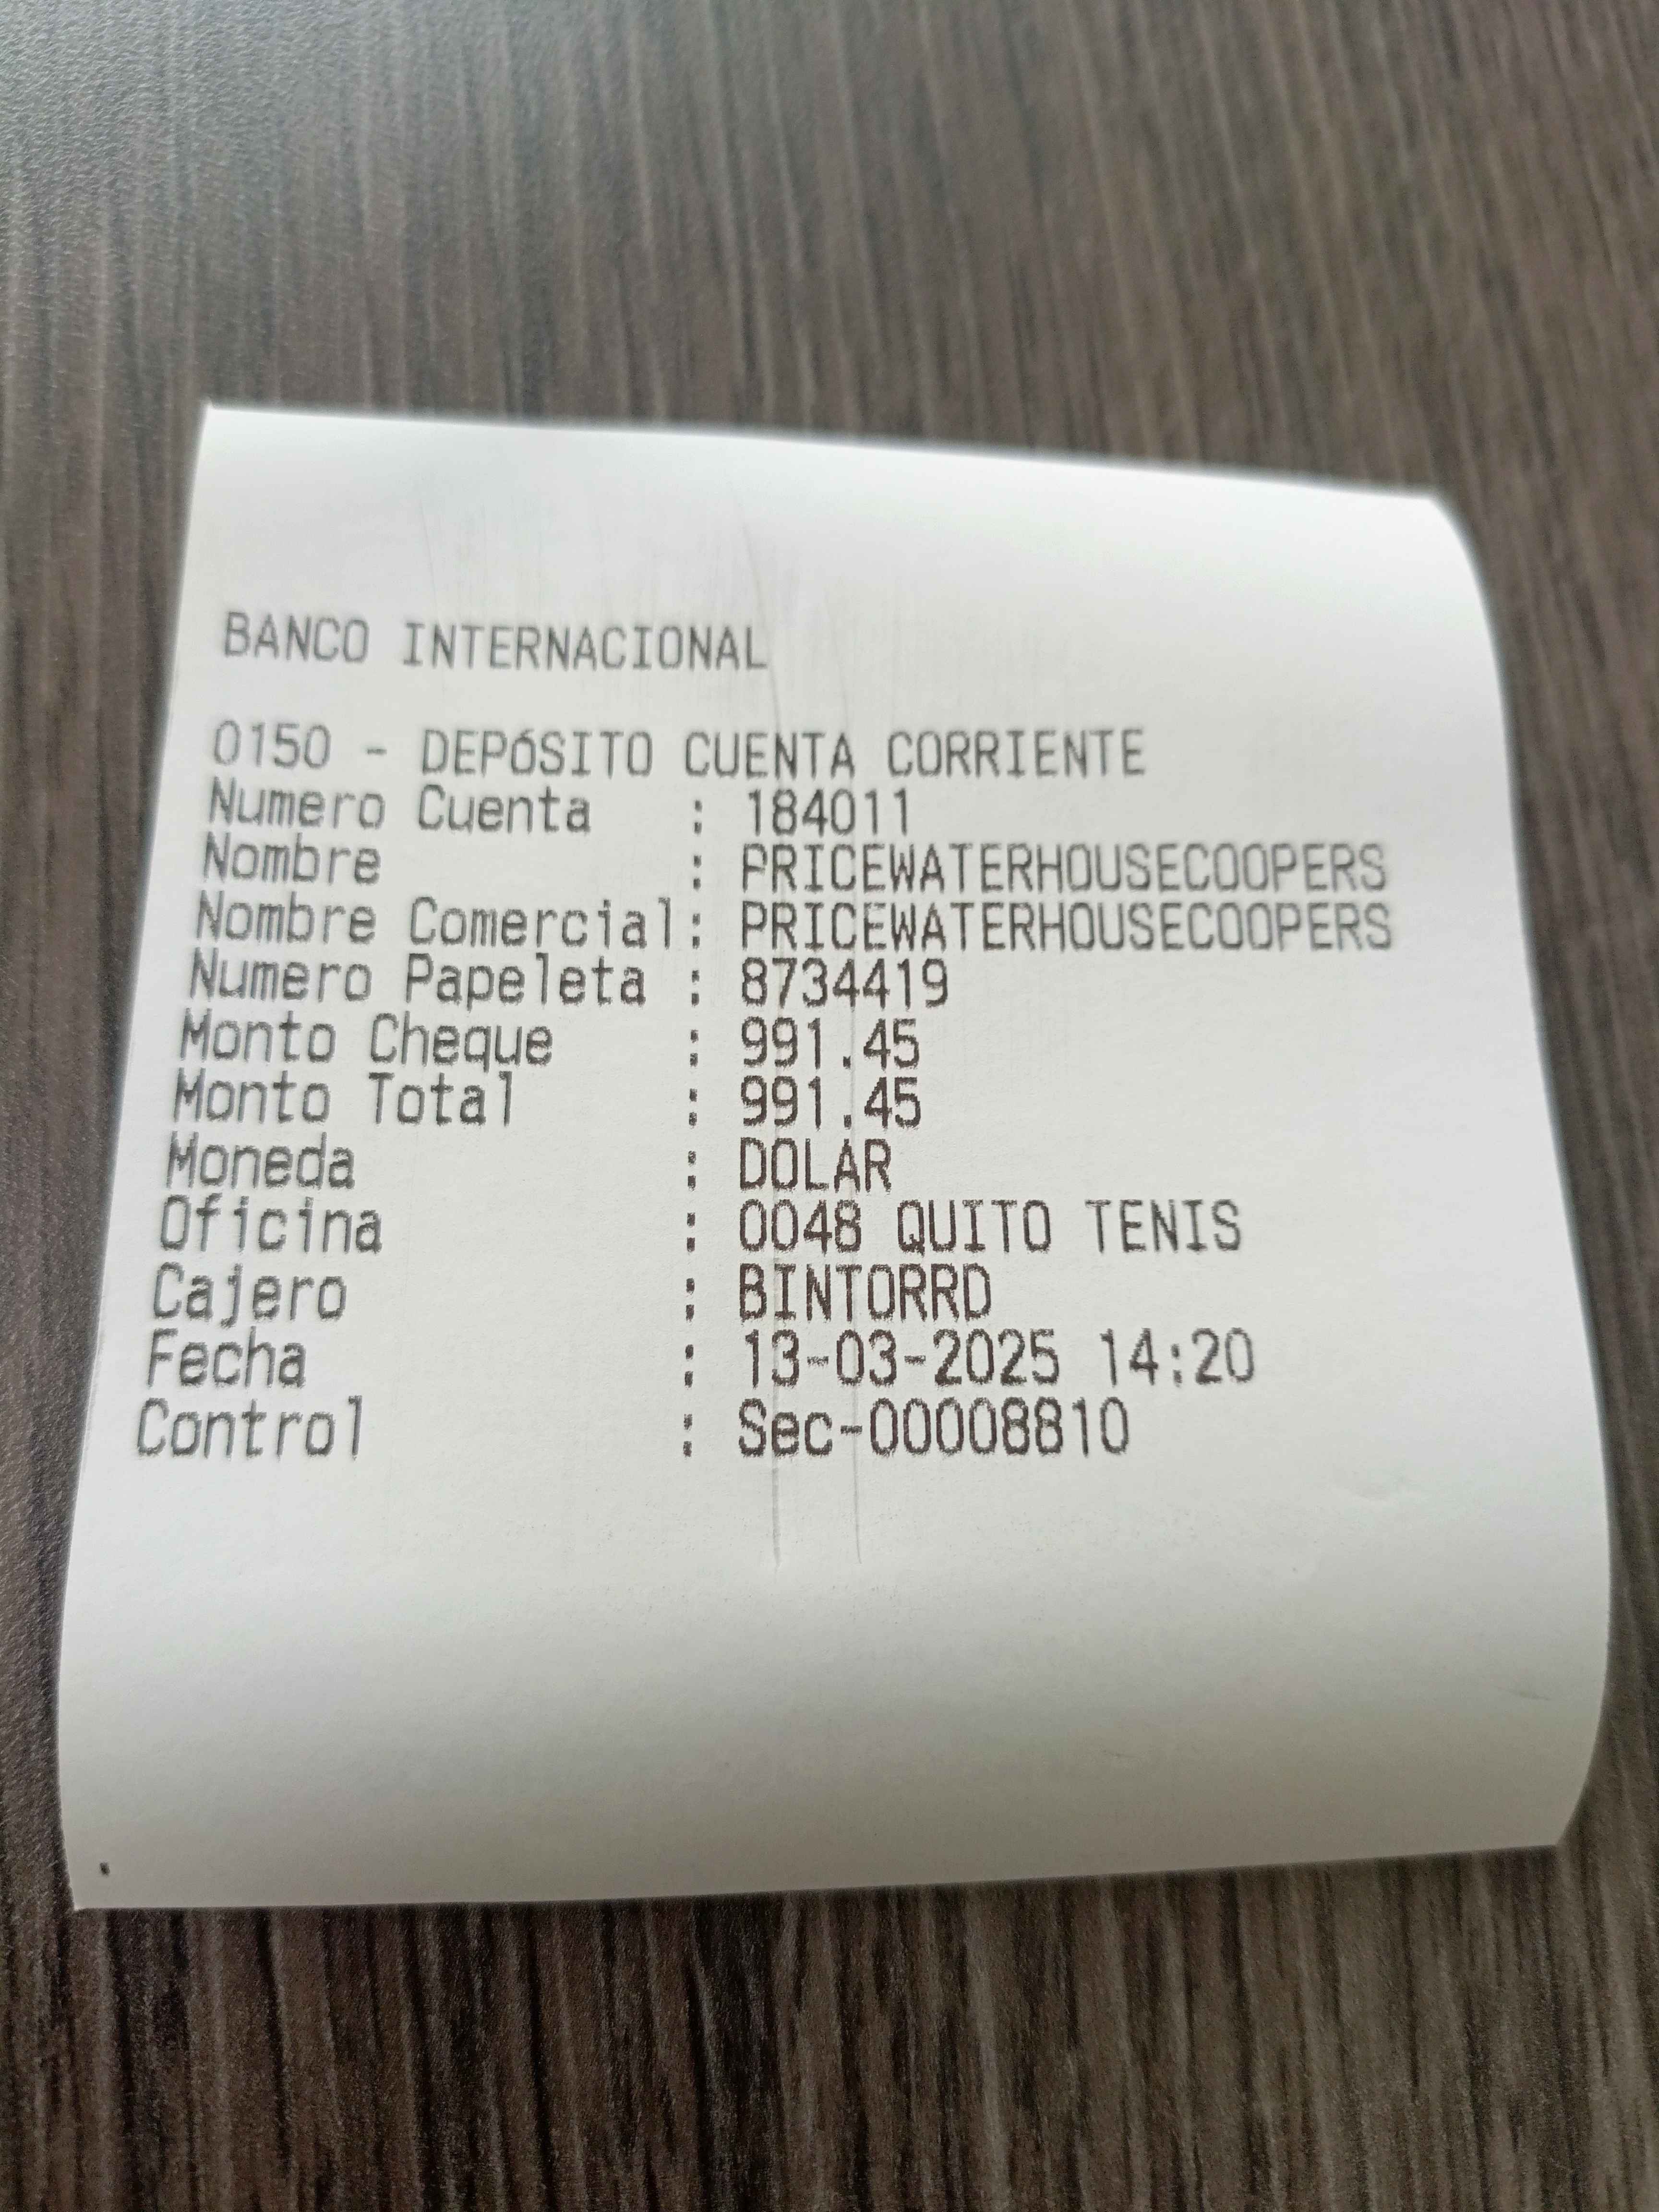 BANCO INTERNACIONAL
0150 - DEPóSITO CUENTA CORRIENTE
Numero Cuenta : 184011
Nombre : PRICEWATERHOUSECOOPERS
Nombre Comercial: PRICEWATERHOUSECOOPERS
Numero Papeleta : 8734419
Monto Cheque : 991.45
Monto Total : 991.45
Moneda : DOLAR
Oficina : 0048 QUITO TENIS
Cajero : BINTORRD
Fecha : 13-03-2025 14:20
Control : Sec-00008810